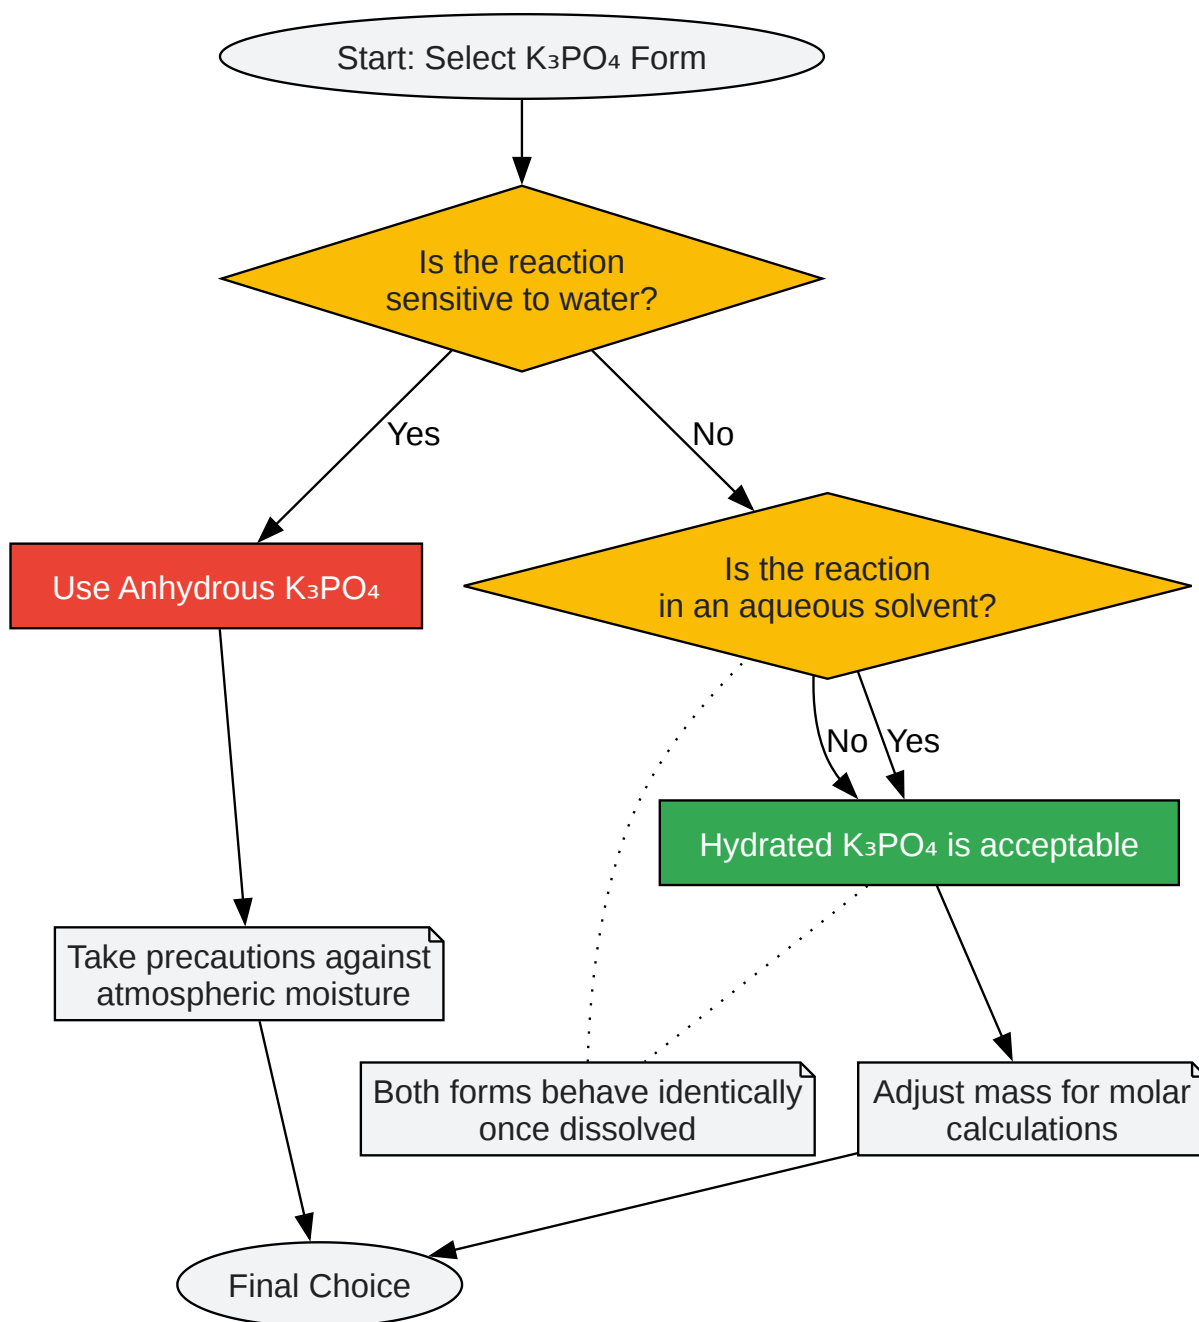 Start: Select K₃PO₄ Form
Is the reaction
sensitive to water?
Yes
No
Use Anhydrous K₃PO₄
Is the reaction
in an aqueous solvent?
No
Yes
Hydrated K₃PO₄ is acceptable
Take precautions against
atmospheric moisture
Both forms behave identically
once dissolved
Adjust mass for molar
calculations
Final Choice